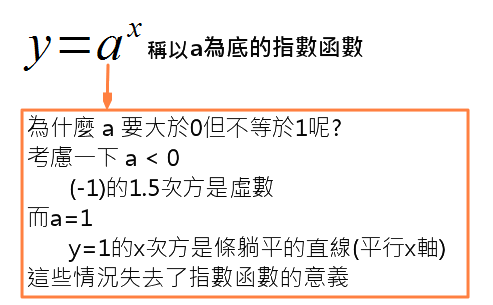 y=aˣ 稱以a為底的指數函數
為什麼 a 要大於0但不等於1呢?
考慮一下 a < 0
(-1)的1.5次方是虛數
而a=1
y=1的x次方是條躺平的直線(平行x軸)
這些情況失去了指數函數的意義